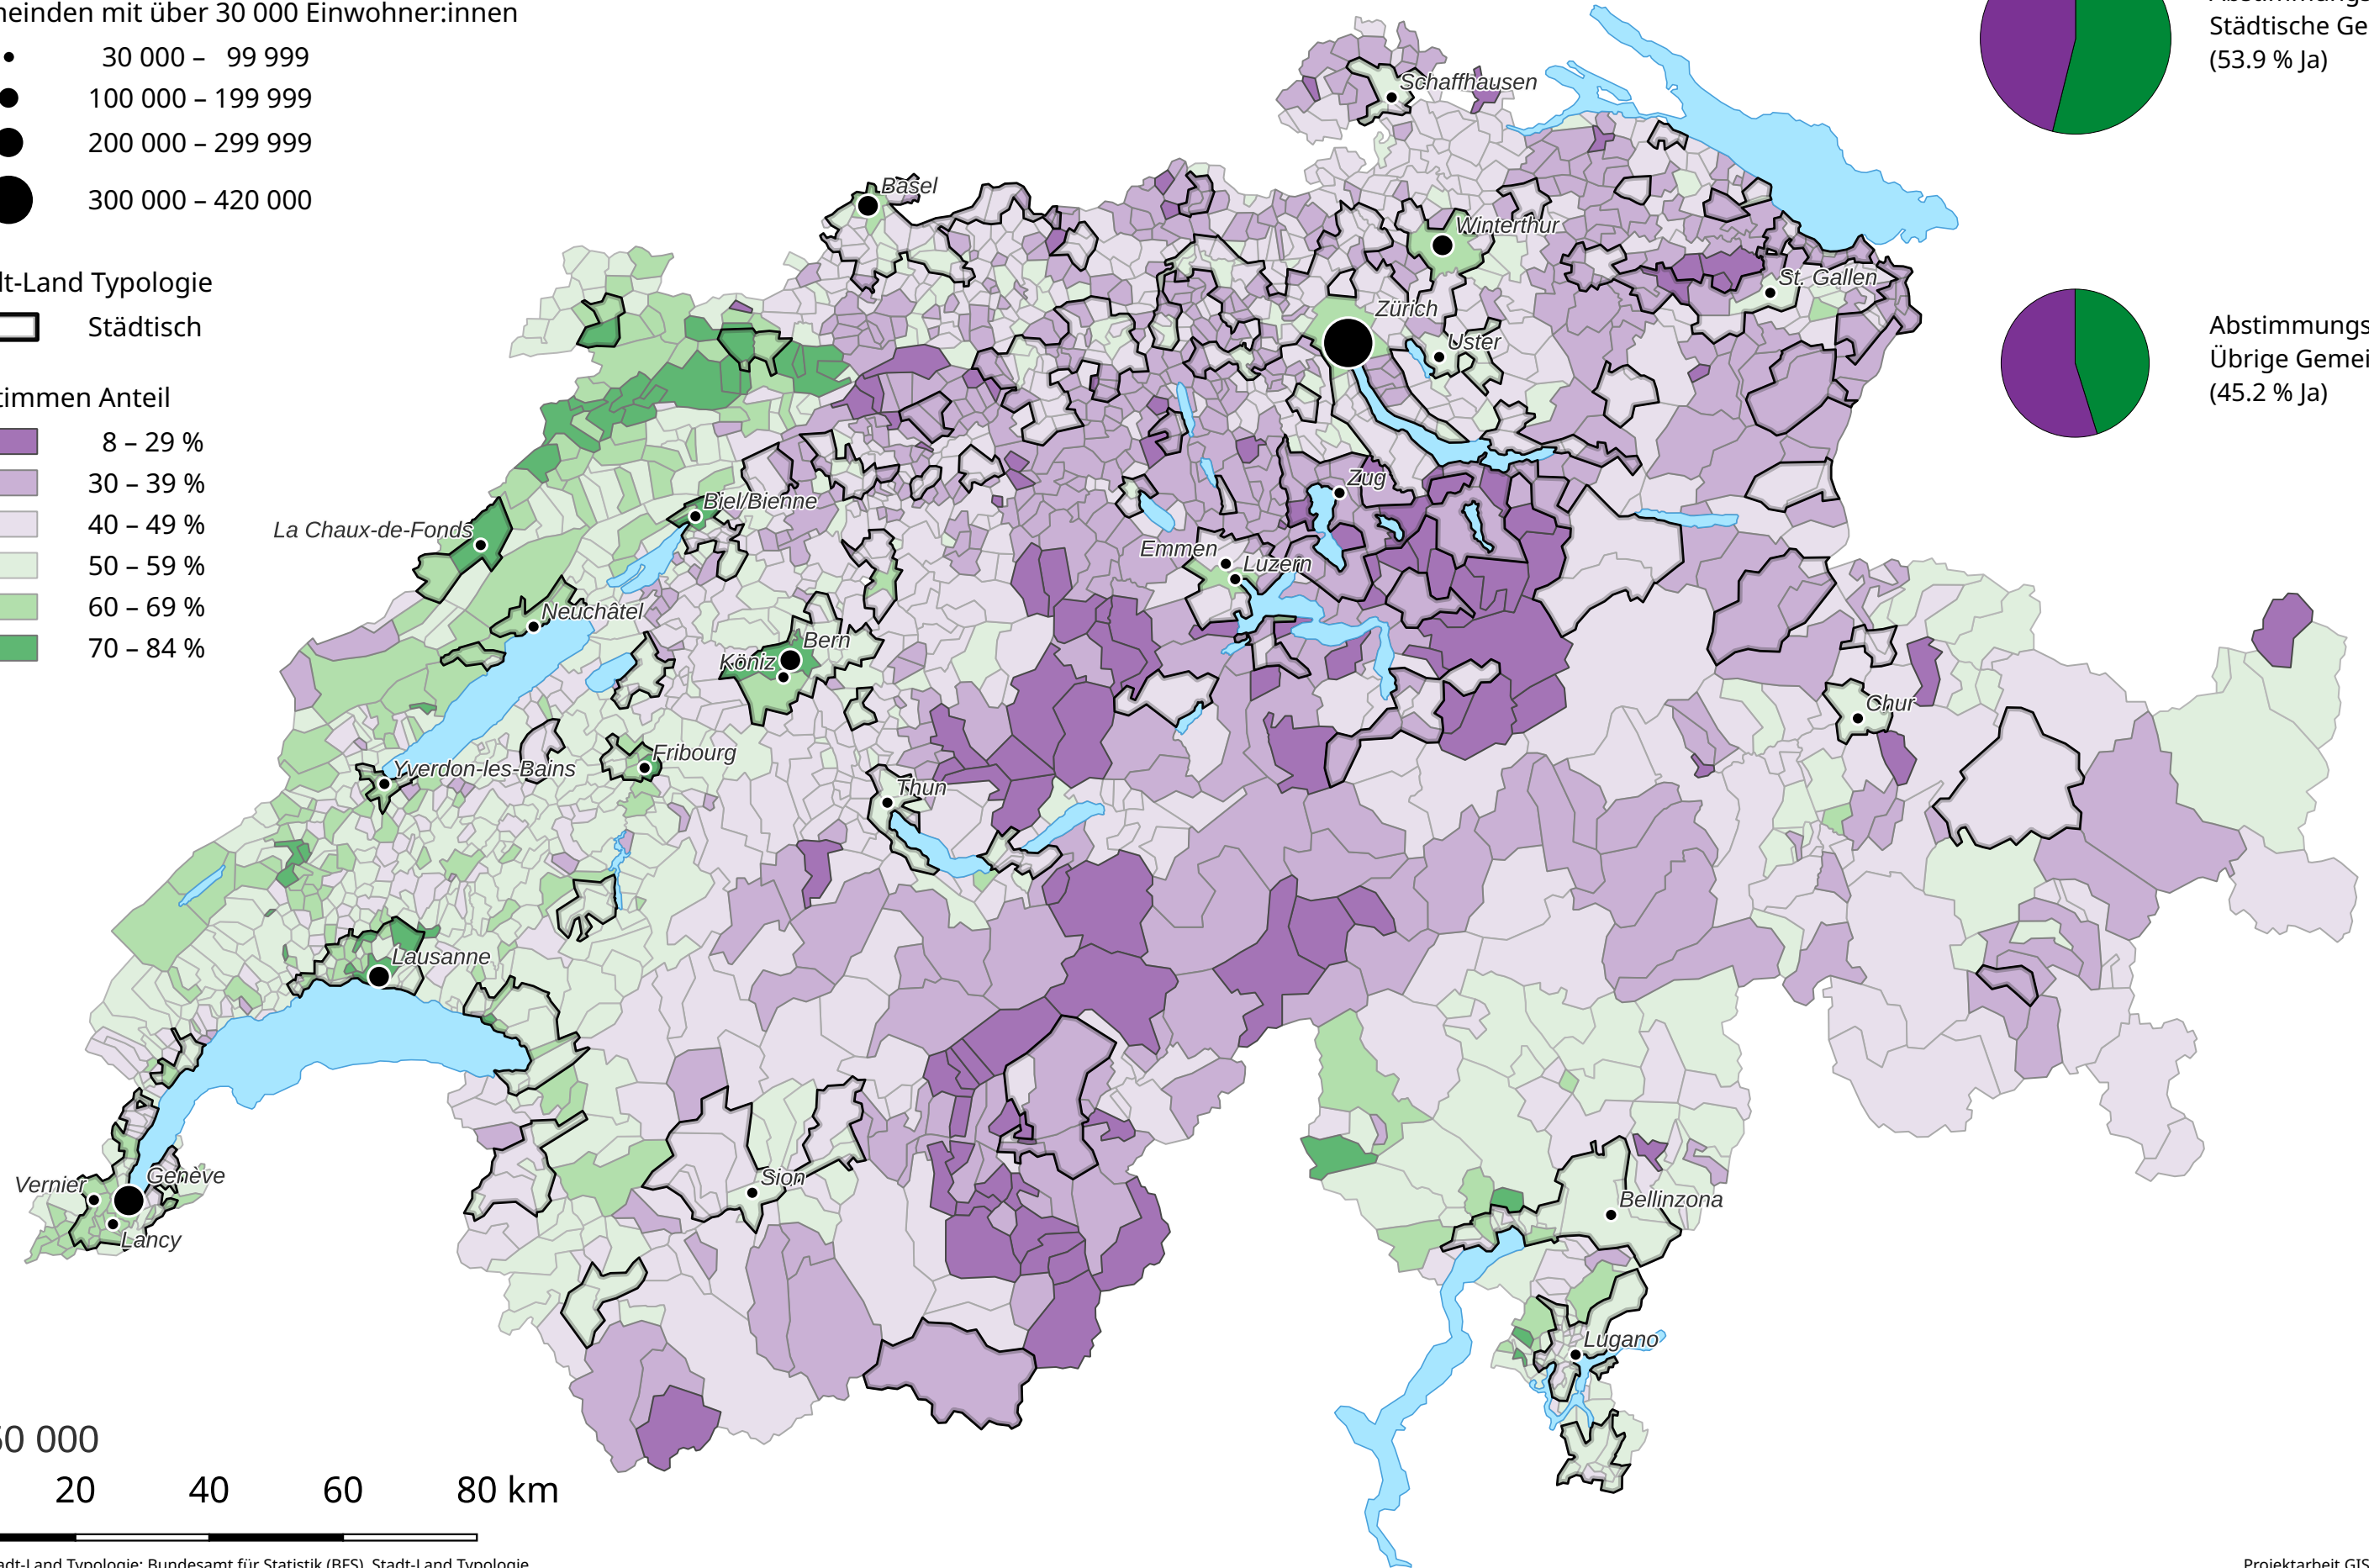 meinden mit über 30 000 Einwohner:innen
30 000 – 99 999
100 000 – 199 999
200 000 – 299 999
300 000 – 420 000
dt-Land Typologie
Städtisch
timmen Anteil
8 – 29 %
30 – 39 %
40 – 49 %
50 – 59 %
60 – 69 %
70 – 84 %
Städtische Ge
(53.9 % Ja)
Abstimmungs
Übrige Gemei
(45.2 % Ja)
Schaffhausen
Basel
Winterthur
St. Gallen
Zürich
Uster
Zug
Biel/Bienne
La Chaux-de-Fonds
Emmen
Luzern
Neuchâtel
Bern
Köniz
Chur
Fribourg
Yverdon-les-Bains
Thun
Lausanne
Genève
Vernier
Lancy
Sion
Bellinzona
Lugano
50 000
20 40 60 80 km
adt-Land Typologie: Bundesamt für Statistik (BFS), Stadt-Land Typologie
Projektarbeit GIS